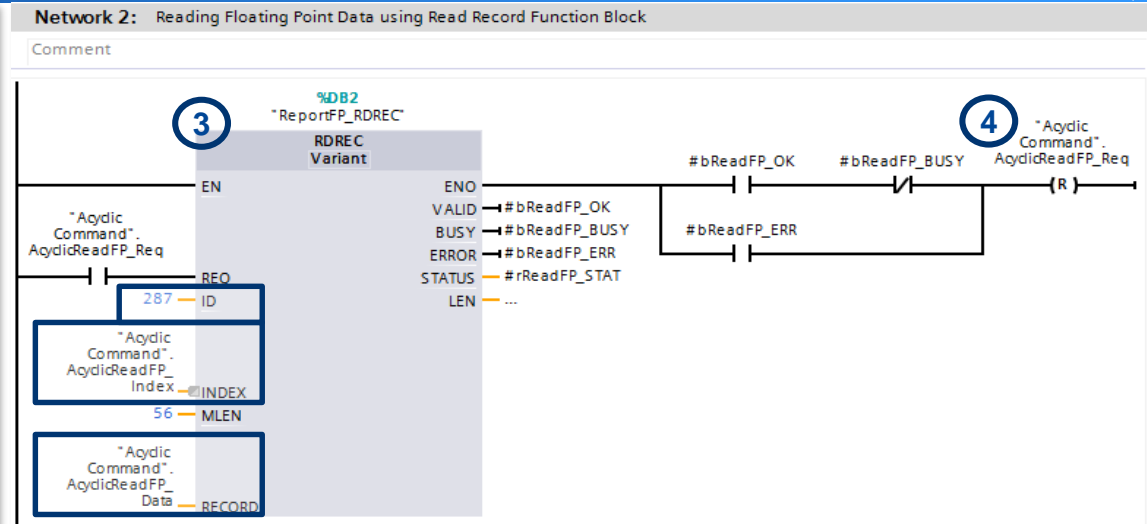 Network 2: Reading Floating Point Data using Read Record Function Block
Comment
%DB2
"ReportFP_RDREC"
3
RDREC
Variant
EN
ENO
VALID
#bReadFP_OK
BUSY
#bReadFP_BUSY
ERROR
#bReadFP_ERR
STATUS
#rReadFP_STAT
LEN
...
"Acyclic
Command".
AcyclicReadFP_Req
REQ
287
ID
"Acyclic
Command".
AcyclicReadFP_
Index
INDEX
56
MLEN
"Acyclic
Command".
AcyclicReadFP_
Data
RECORD
#bReadFP_OK
#bReadFP_BUSY
#bReadFP_ERR
4
"Acyclic
Command".
AcyclicReadFP_Req
R